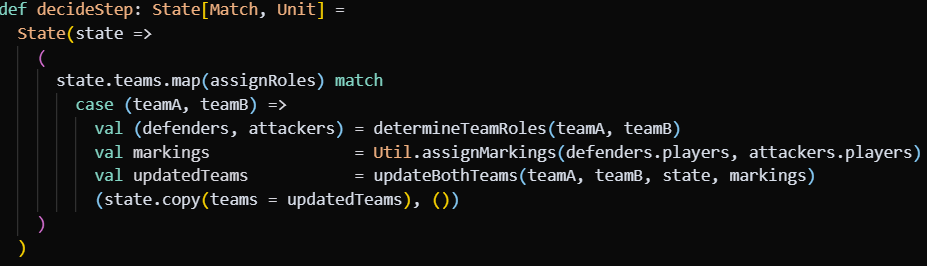 def decideStep: State[Match, Unit] =
  State(state =>
    (
      state.teams.map(assignRoles) match
        case (teamA, teamB) =>
          val (defenders, attackers) = determineTeamRoles(teamA, teamB)
          val markings               = Util.assignMarkings(defenders.players, attackers.players)
          val updatedTeams           = updateBothTeams(teamA, teamB, state, markings)
          (state.copy(teams = updatedTeams), ())
    )
  )